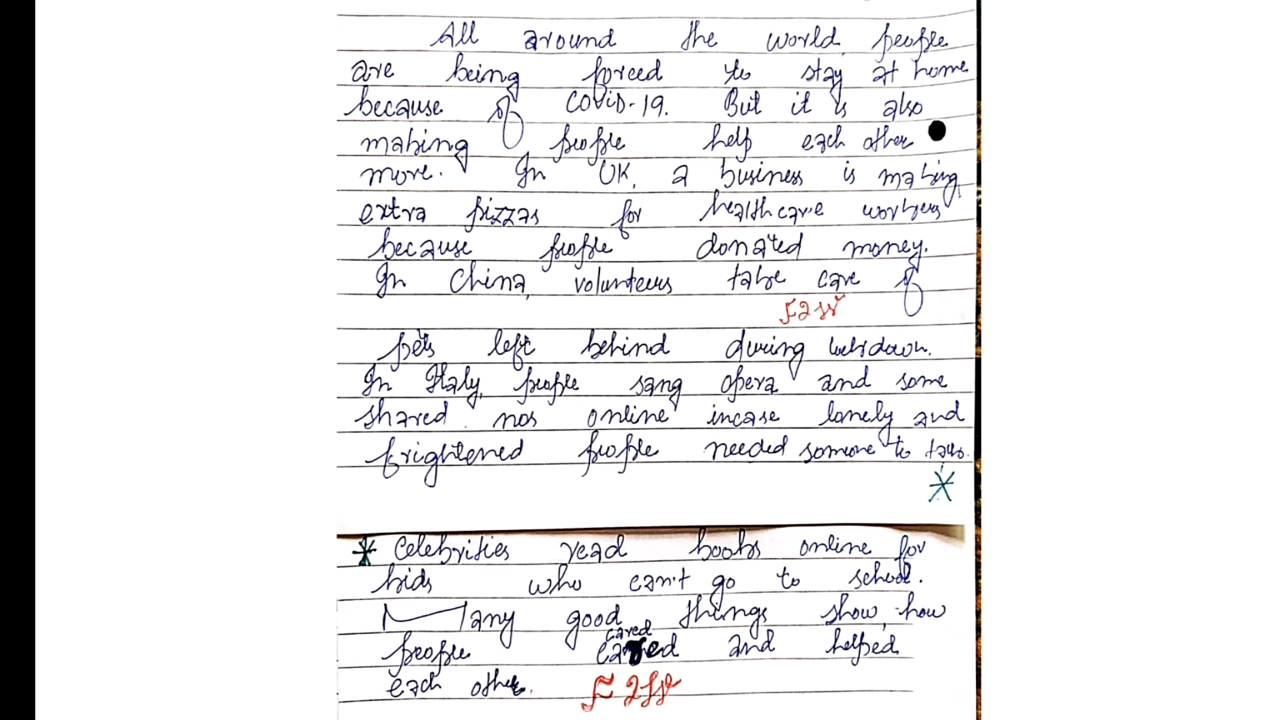 All around the world, people
are being forced to stay at home
because of COVID-19. But it is also
making people help each other
more. In UK, a business is making
extra pizzas for healthcare workers
because people donated money.
In China, volunteers take care of
pets left behind during lockdown.
In Italy, people sang opera and some
shared nos online incase lonely and
frightened people needed someone to talk.
*
* Celebrities read books online for
kids who can't go to school.
Many good things show, how
cared
people cared and helped
each other.